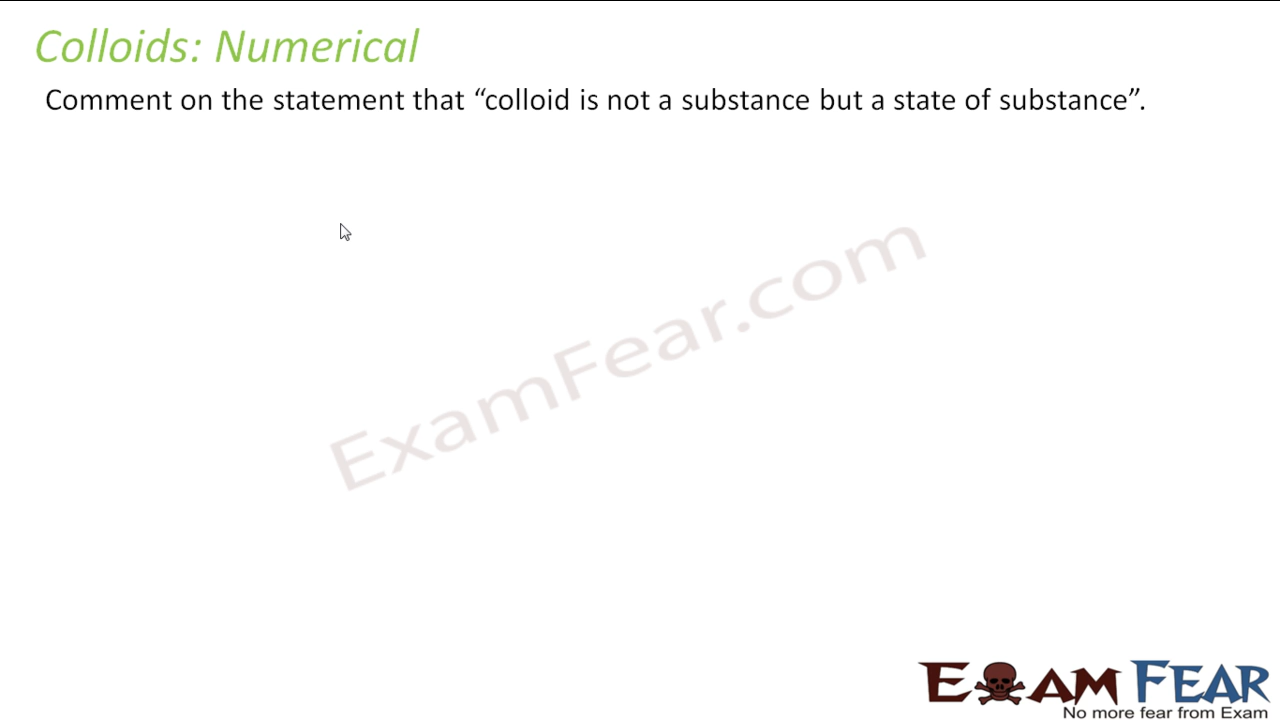 Colloids: Numerical
Comment on the statement that “colloid is not a substance but a state of substance”.
ExamFear.com
EXAM FEAR
No more fear from Exam